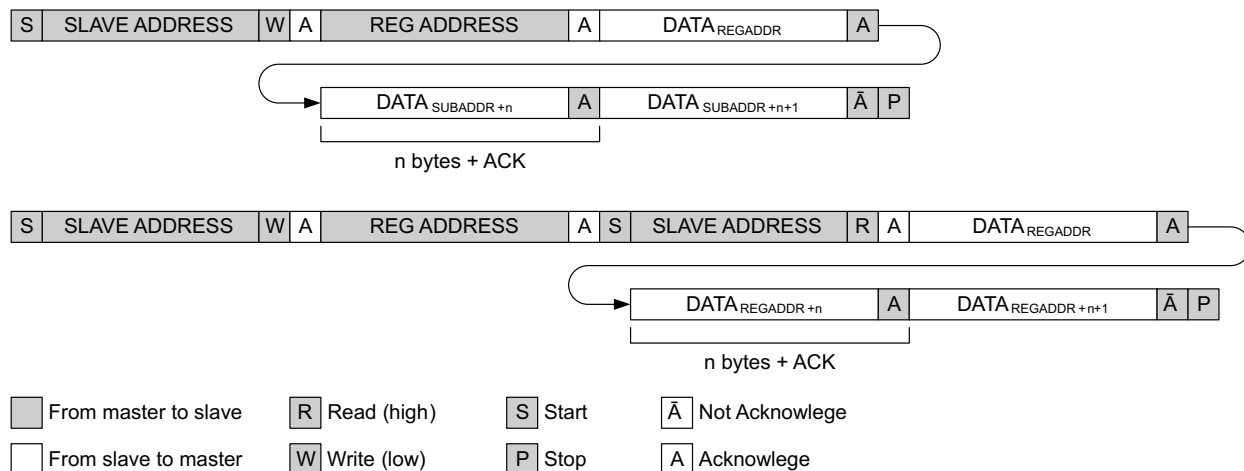 S SLAVE ADDRESS W A REG ADDRESS A DATA REGADDR A
DATA SUBADDR +n A DATA SUBADDR +n+1 Ā P
n bytes + ACK
S SLAVE ADDRESS W A REG ADDRESS A S SLAVE ADDRESS R A DATA REGADDR A
DATA REGADDR +n A DATA REGADDR +n+1 Ā P
n bytes + ACK
From master to slave R Read (high) S Start Ā Not Acknowlege
From slave to master W Write (low) P Stop A Acknowlege